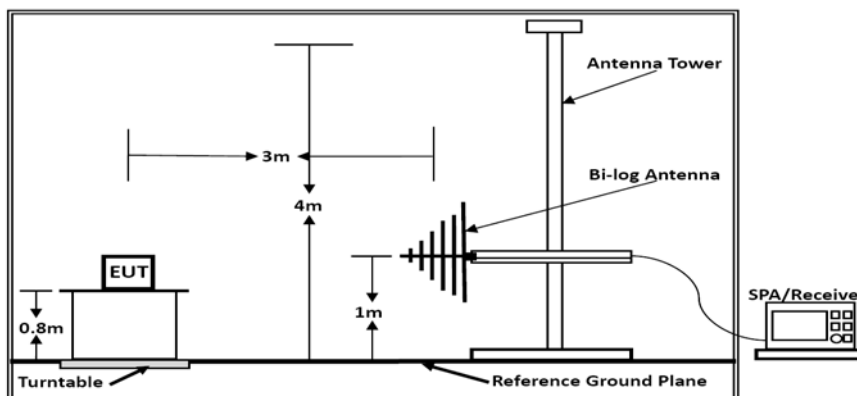 Antenna Tower
3m
Bi-log Antenna
4m
EUT
SPA/Receive
0.8m
1m
Turntable
Reference Ground Plane